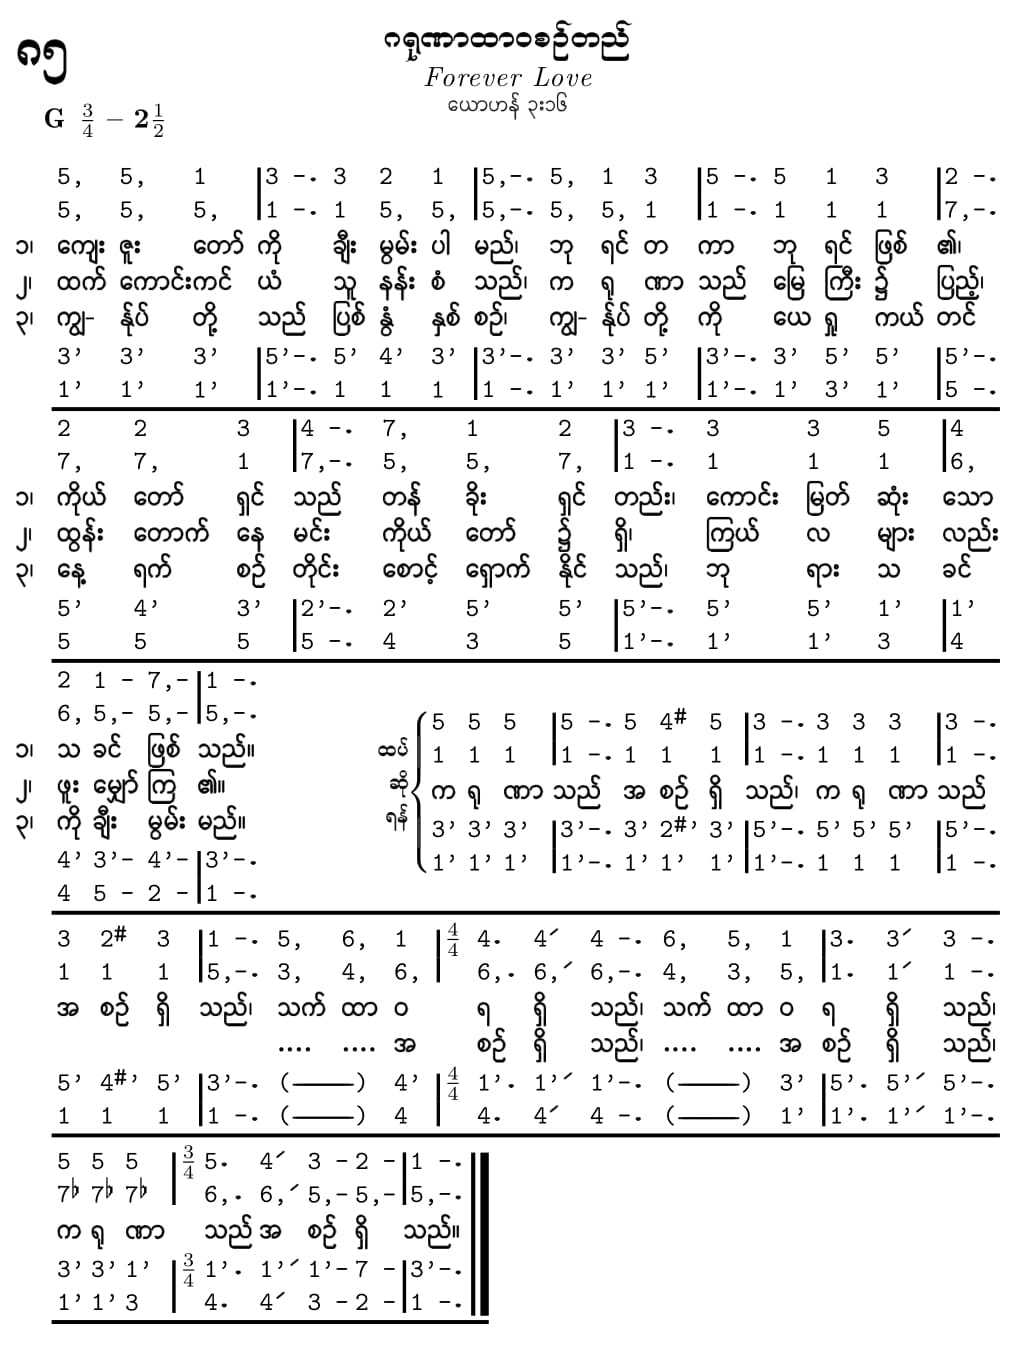 ၈၅
ဂရုဏာထာဝစဉ်တည်
Forever Love
ယောဟန် ၃း၁၆
G 3/4 – 2 1/2
5, 5, 1 |3 -. 3 2 1 |5,-. 5, 1 3 |5 -. 5 1 3 |2 -.
5, 5, 5, |1 -. 1 5, 5, |5,-. 5, 5, 1 |1 -. 1 1 1 |7,-.
၁၊ ကျေး ဇူး တော် ကို ချီး မွမ်း ပါ မည်၊ ဘု ရင် တ ကာ ဘု ရင် ဖြစ် ၏၊
၂၊ ထက် ကောင်းကင် ယံ သူ နန်း စံ သည်၊ က ရု ဏာ သည် မြေ ကြီး ၌ ပြည့်၊
၃၊ ကျွ- န်ုပ် တို့ သည် ပြစ် နွံ နှစ် စဉ်၊ ကျွ- န်ုပ် တို့ ကို ယေ ရှု ကယ် တင်
3’ 3’ 3’ |5’-. 5’ 4’ 3’ |3’-. 3’ 3’ 5’ |3’-. 3’ 5’ 5’ |5’-.
1’ 1’ 1’ |1’-. 1 1 1 |1 -. 1’ 1’ 1’ |1’-. 1’ 3’ 1’ |5 -.
2 2 3 |4 -. 7, 1 2 |3 -. 3 3 5 |4
7, 7, 1 |7,-. 5, 5, 7, |1 -. 1 1 1 |6,
၁၊ ကိုယ် တော် ရှင် သည် တန် ခိုး ရှင် တည်း၊ ကောင်း မြတ် ဆုံး သော
၂၊ ထွန်း တောက် နေ မင်း ကိုယ် တော် ၌ ရှိ၊ ကြယ် လ များ လည်း
၃၊ နေ့ ရက် စဉ် တိုင်း စောင့် ရှောက် နိုင် သည်၊ ဘု ရား သ ခင်
5’ 4’ 3’ |2’-. 2’ 5’ 5’ |5’-. 5’ 5’ 1’ |1’
5 5 5 |5 -. 4 3 5 |1’-. 1’ 1’ 3 |4
2 1 - 7,-|1 -.
6, 5,- 5,-|5,-.
၁၊ သ ခင် ဖြစ် သည်။
၂၊ ဖူး မျှော် ကြ ၏။
၃၊ ကို ချီး မွမ်း မည်။
4’ 3’- 4’-|3’-.
4 5 - 2 -|1 -.
ထပ်
ဆို
ရန်
5 5 5 |5 -. 5 4# 5 |3 -. 3 3 3 |3 -.
1 1 1 |1 -. 1 1 1 |1 -. 1 1 1 |1 -.
က ရု ဏာ သည် အ စဉ် ရှိ သည်၊ က ရု ဏာ သည်
3’ 3’ 3’ |3’-. 3’ 2#’ 3’ |5’-. 5’ 5’ 5’ |5’-.
1’ 1’ 1’ |1’-. 1’ 1’ 1’ |1’-. 1 1 1 |1 -.
3 2# 3 |1 -. 5, 6, 1 |4/4 4. 4´ 4 -. 6, 5, 1 |3. 3´ 3 -.
1 1 1 |5,-. 3, 4, 6, | 6,. 6,´ 6,-. 4, 3, 5, |1. 1´ 1 -.
အ စဉ် ရှိ သည်၊ သက် ထာ ဝ ရ ရှိ သည်၊ သက် ထာ ဝ ရ ရှိ သည်၊
.... .... အ စဉ် ရှိ သည်၊ .... .... အ စဉ် ရှိ သည်၊
5’ 4#’ 5’ |3’-. (——) 4’ |4/4 1’. 1’´ 1’-. (——) 3’ |5’. 5’´ 5’-.
1 1 1 |1 -. (——) 4 | 4. 4´ 4 -. (——) 1’ |1’. 1’´ 1’-.
5 5 5 |3/4 5. 4´ 3 -2 -|1 -.
7♭ 7♭ 7♭ | 6,. 6,´ 5,-5,-|5,-.
က ရု ဏာ သည် အ စဉ် ရှိ သည်။
3’ 3’ 1’ |3/4 1’. 1’´ 1’-7 -|3’-.
1’ 1’ 3 | 4. 4´ 3 -2 -|1 -.